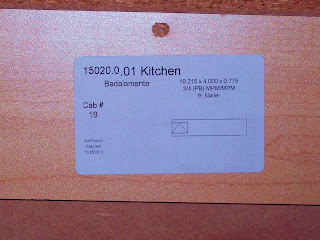 15020.0.01 Kitchen
Badalamente
19.215 x 4.000 x 0.775
3/4 (PB) MPM/MPM
9: Nailer
Cab #
19